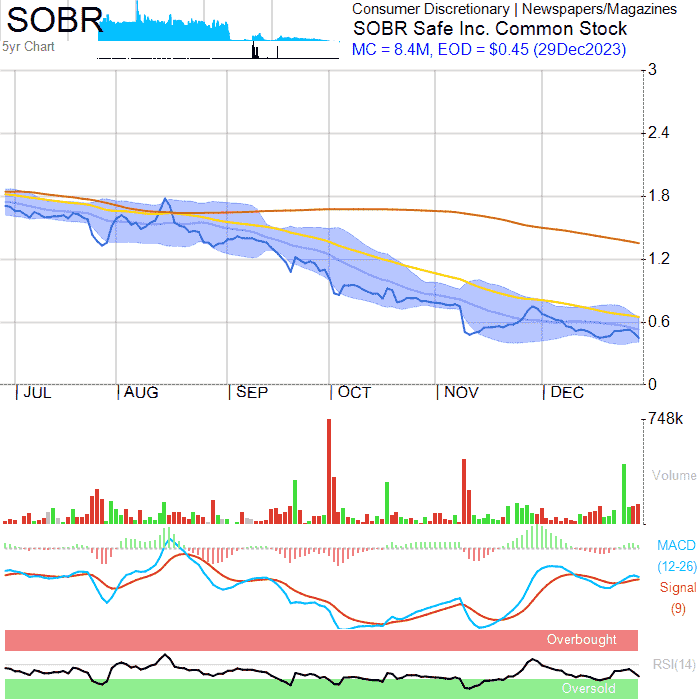 SOBR
5yr Chart
Consumer Discretionary | Newspapers/Magazines
SOBR Safe Inc. Common Stock
MC = 8.4M, EOD = $0.45 (29Dec2023)
3
2.4
1.8
1.2
0.6
0
JUL AUG SEP OCT NOV DEC
748k
Volume
MACD
(12-26)
Signal
(9)
Overbought
RSI(14)
Oversold